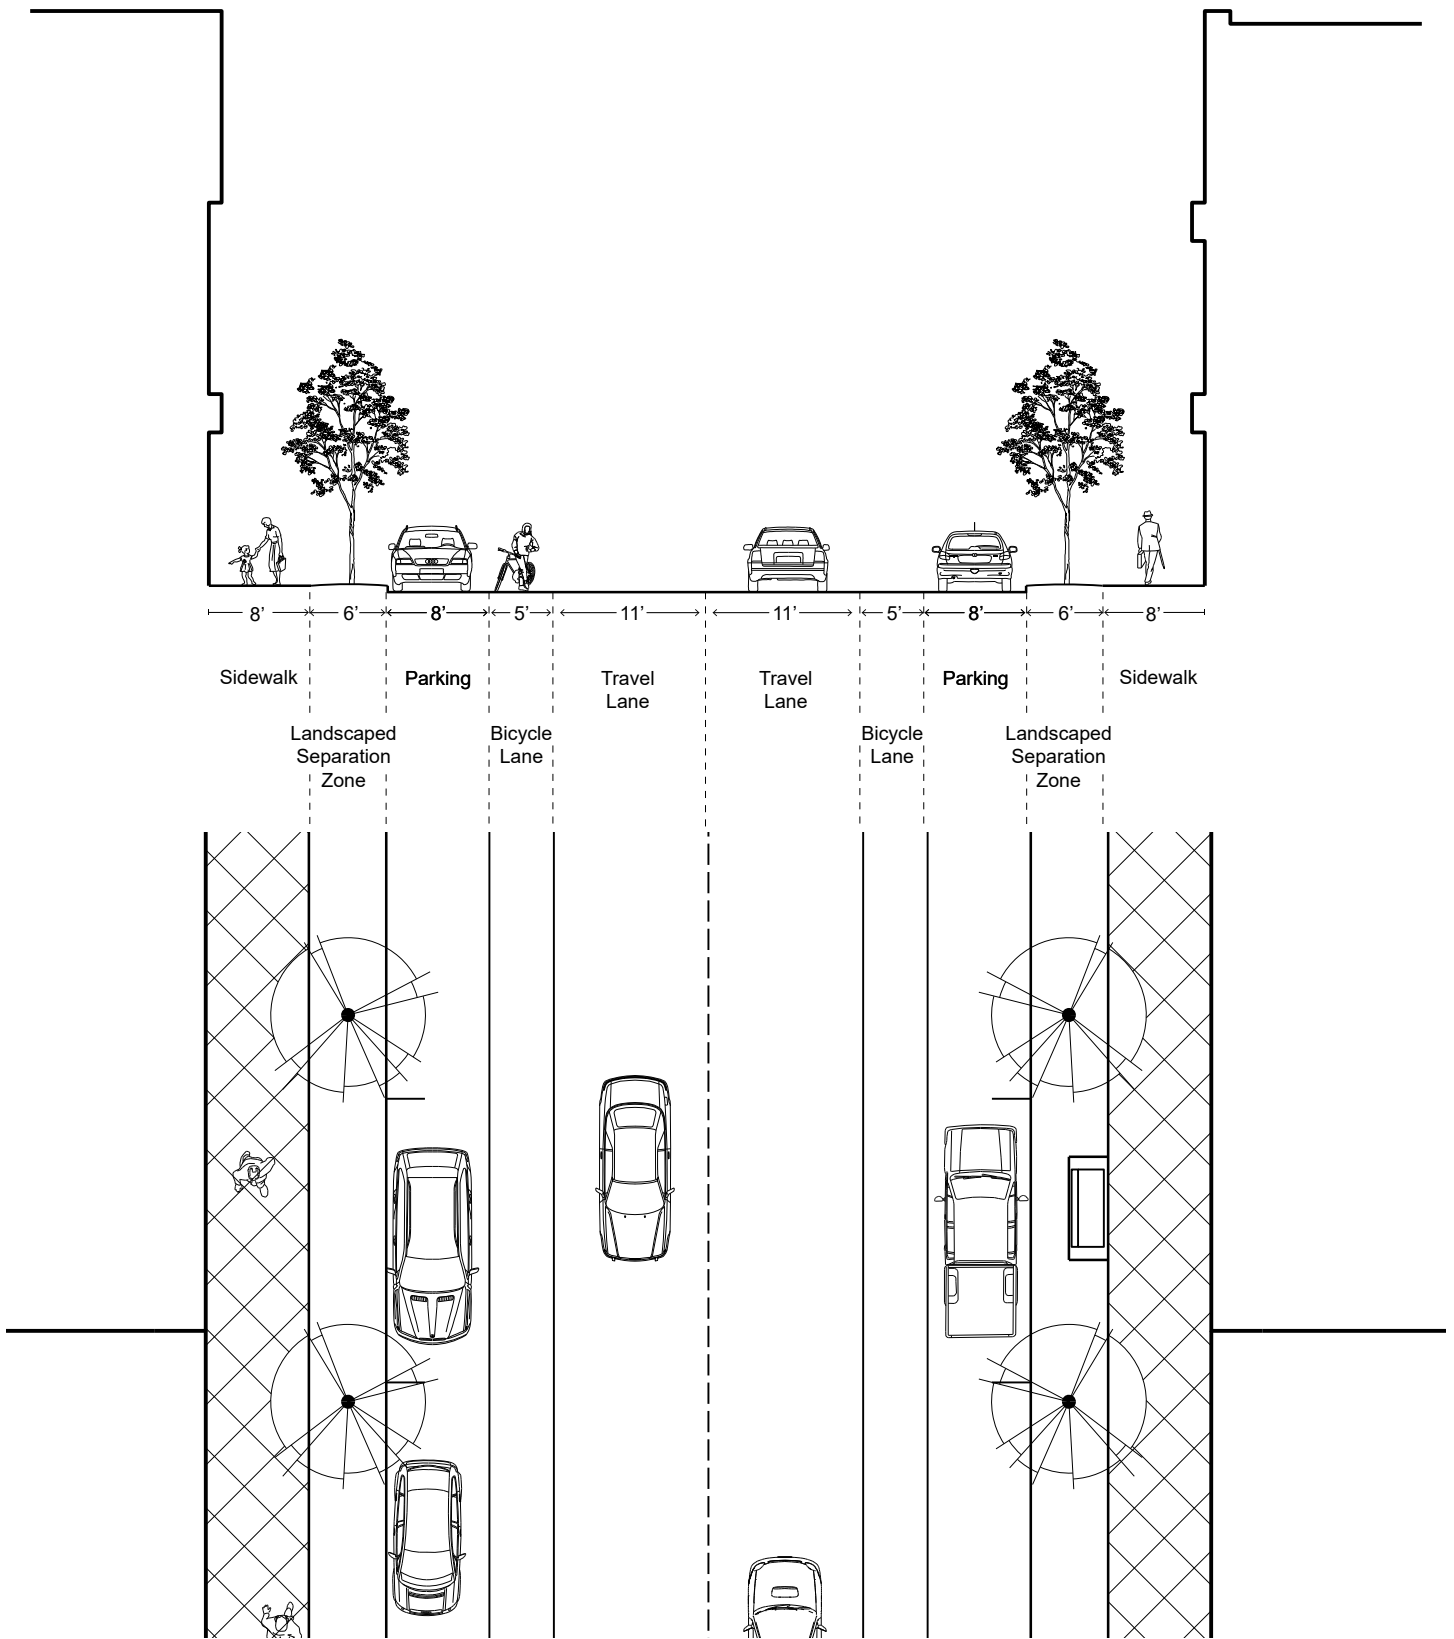 8’ 6’ 8’ 5’ 11’ 11’ 5’ 8’ 6’ 8’
Sidewalk
Parking
Travel
Lane
Travel
Lane
Parking
Sidewalk
Landscaped
Separation
Zone
Bicycle
Lane
Bicycle
Lane
Landscaped
Separation
Zone